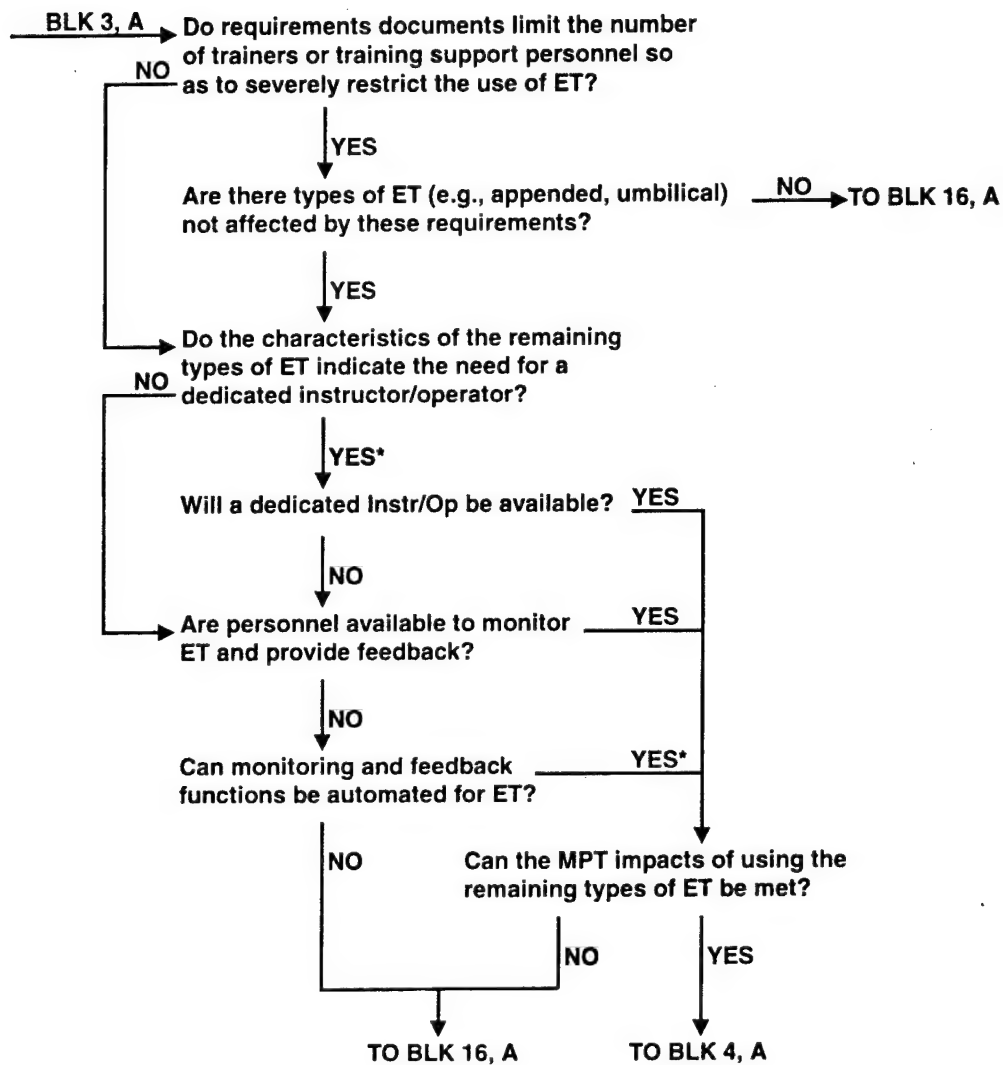 BLK 3, A
Do requirements documents limit the number
of trainers or training support personnel so
as to severely restrict the use of ET?
NO
YES
Are there types of ET (e.g., appended, umbilical)
not affected by these requirements?
NO
TO BLK 16, A
YES
Do the characteristics of the remaining
types of ET indicate the need for a
dedicated instructor/operator?
NO
YES*
Will a dedicated Instr/Op be available?
YES
NO
Are personnel available to monitor
ET and provide feedback?
YES
NO
Can monitoring and feedback
functions be automated for ET?
YES*
NO
Can the MPT impacts of using the
remaining types of ET be met?
NO
YES
TO BLK 16, A
TO BLK 4, A